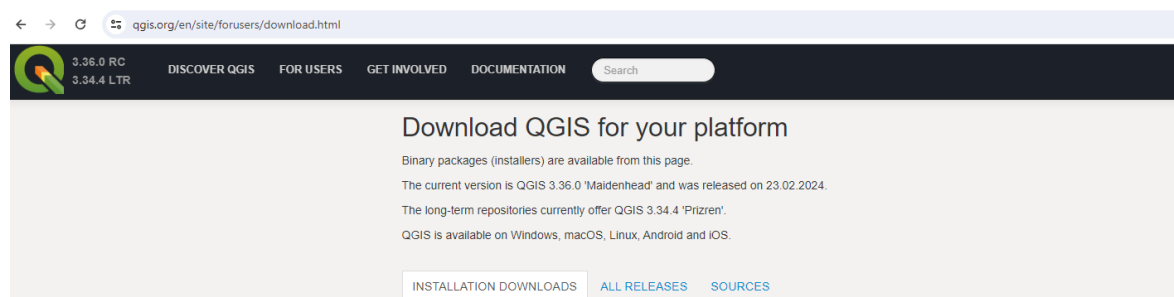 qgis.org/en/site/forusers/download.html
3.36.0 RC
3.34.4 LTR
DISCOVER QGIS FOR USERS GET INVOLVED DOCUMENTATION Search
Download QGIS for your platform
Binary packages (installers) are available from this page.
The current version is QGIS 3.36.0 'Maidenhead' and was released on 23.02.2024.
The long-term repositories currently offer QGIS 3.34.4 'Prizren'.
QGIS is available on Windows, macOS, Linux, Android and iOS.
INSTALLATION DOWNLOADS ALL RELEASES SOURCES